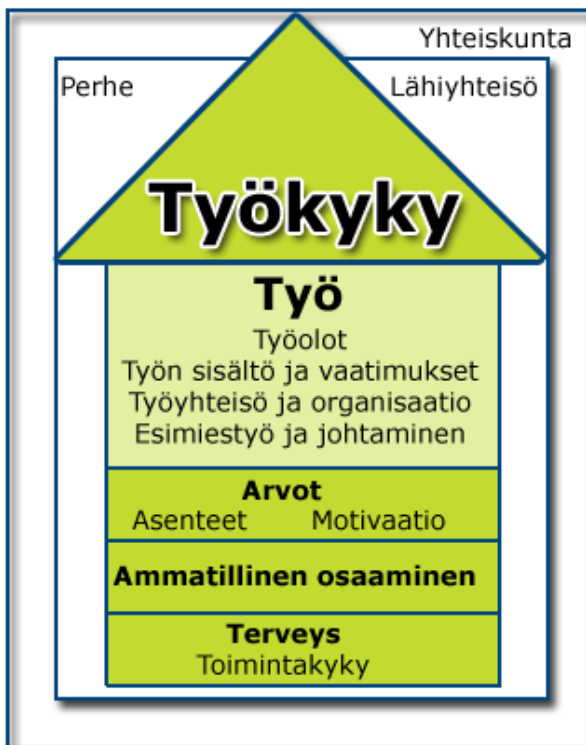 Yhteiskunta
Perhe
Lähiyhteisö
Työkyky
Työ
Työolot
Työn sisältö ja vaatimukset
Työyhteisö ja organisaatio
Esimiestyö ja johtaminen
Arvot
Asenteet Motivaatio
Ammatillinen osaaminen
Terveys
Toimintakyky